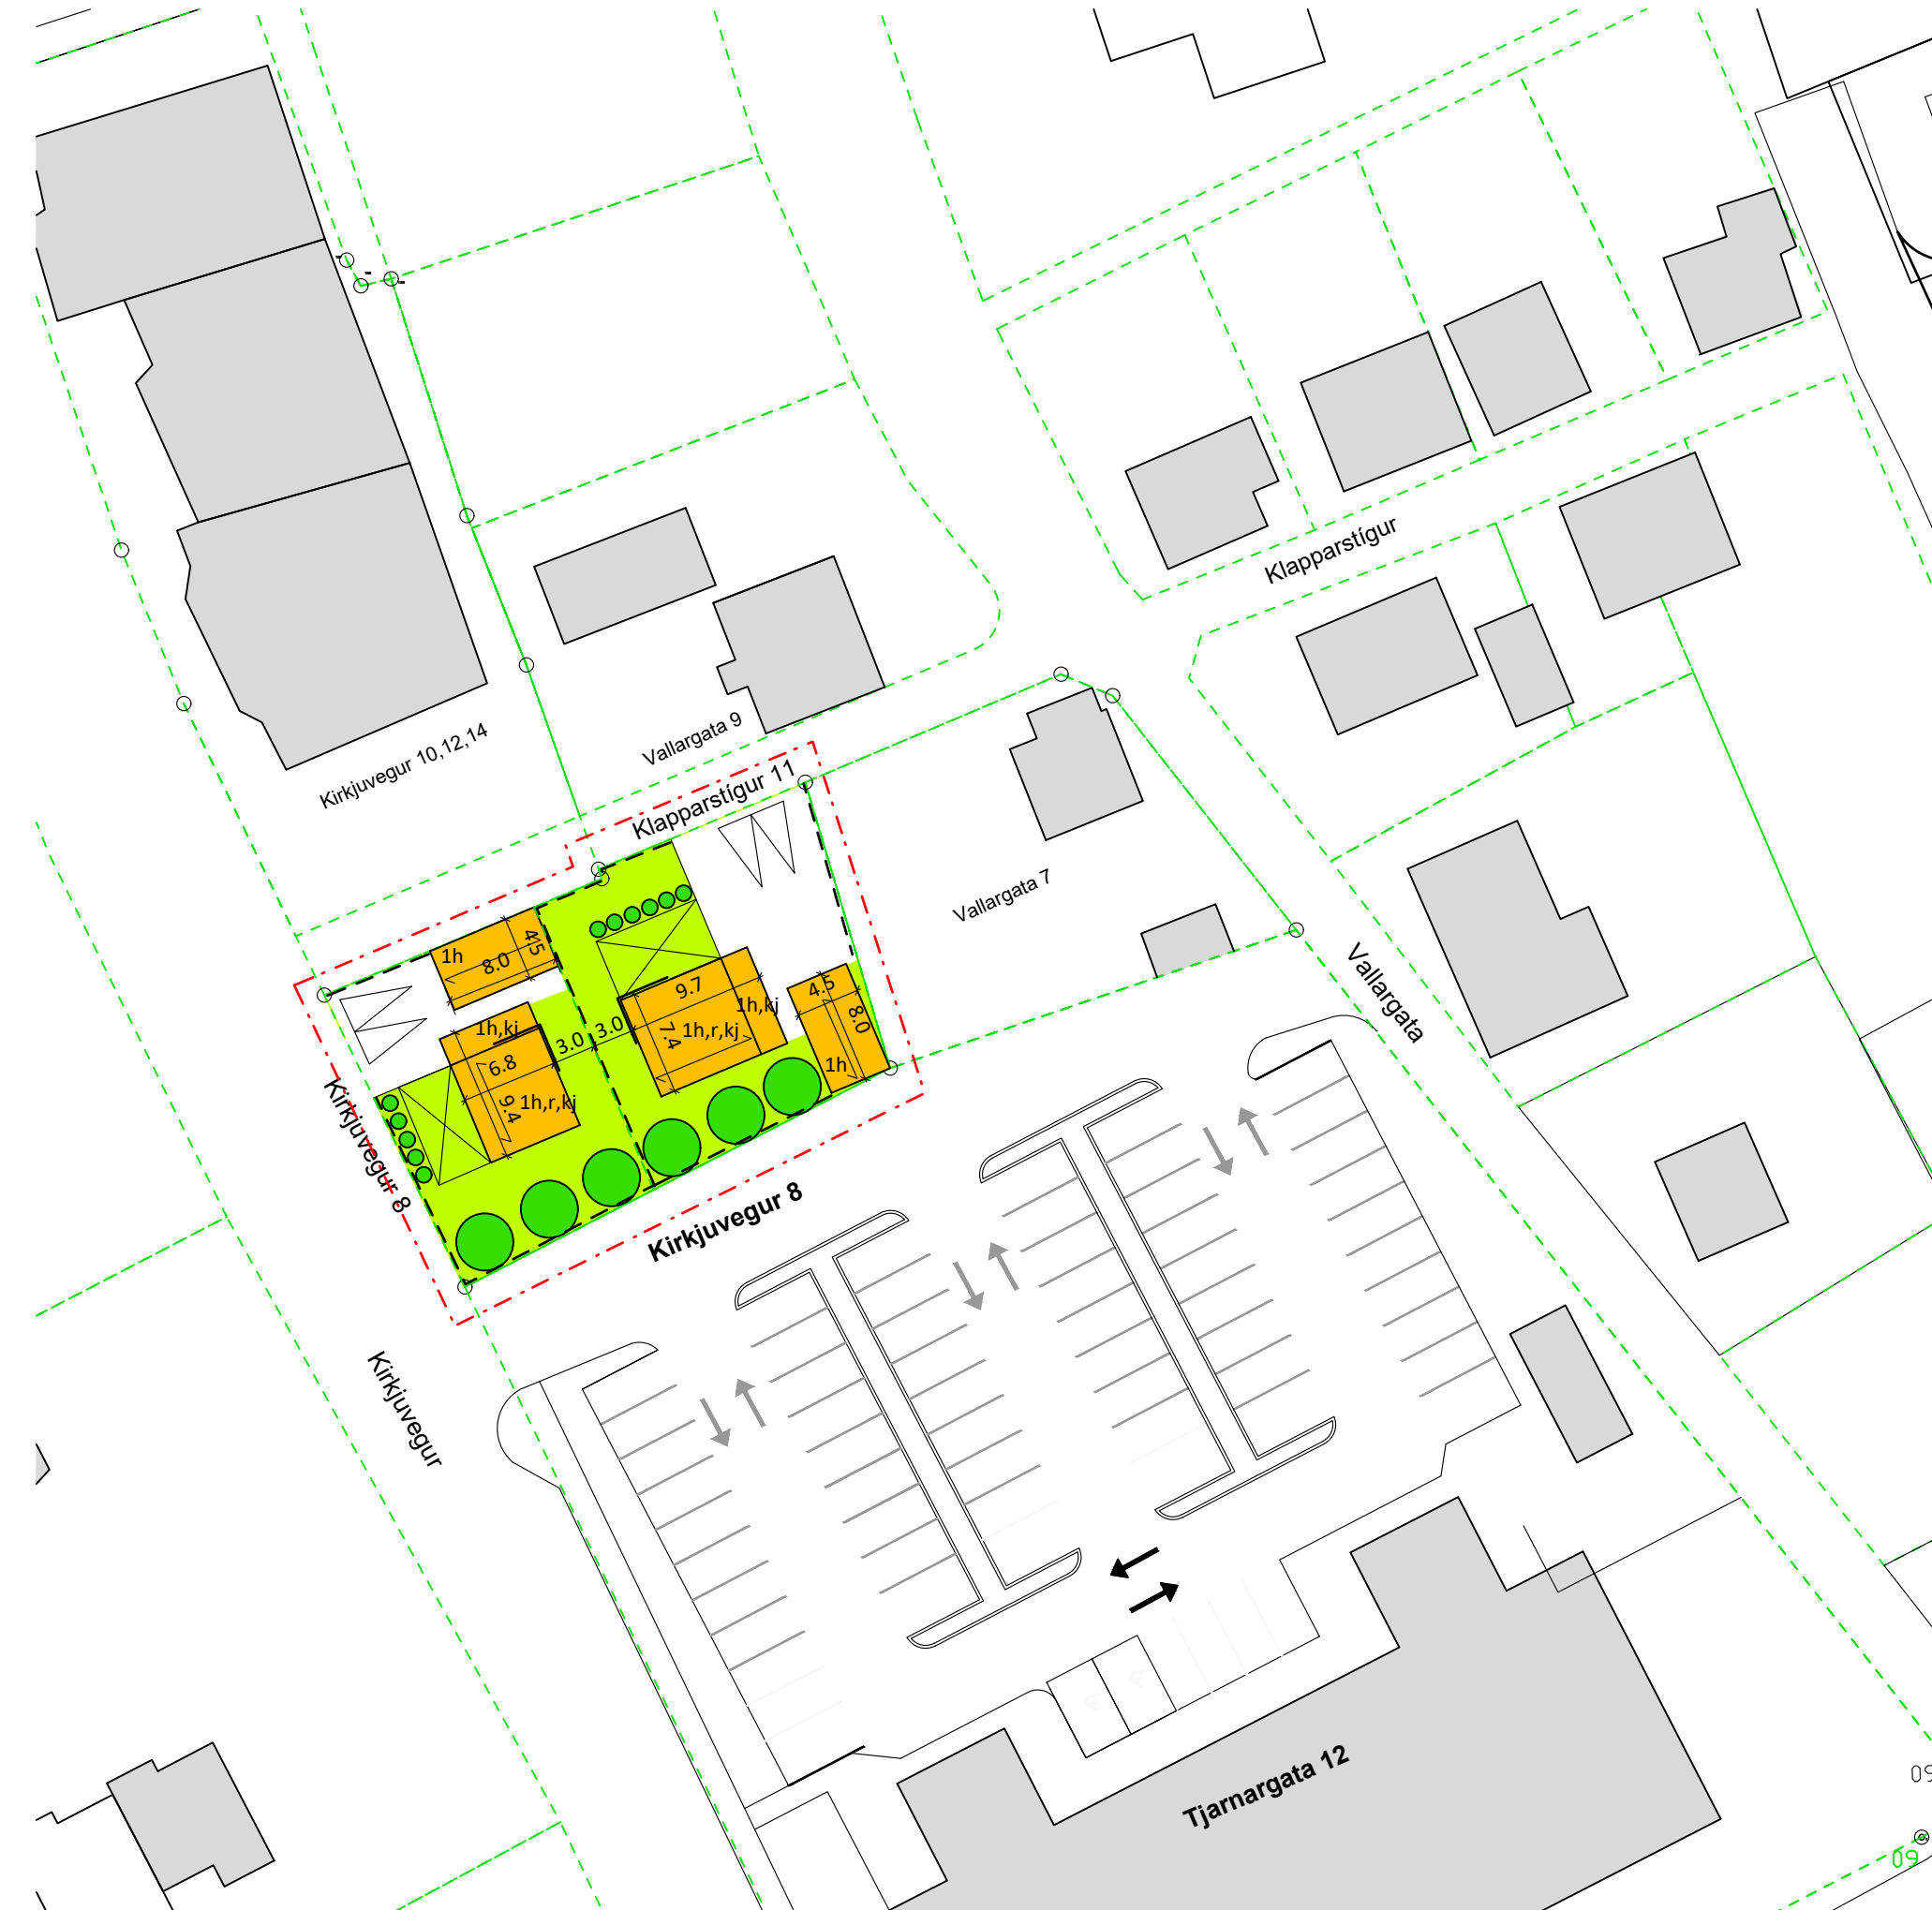 Klapparstígur
Kirkjuvegur 10,12,14
Vallargata 9
Klapparstígur 11
Vallargata 7
Vallargata
1h
8.0
4.5
9.7
1h,kj
4.5
8.0
1h,kj
3.0
3.0
7.4
1h,r,kj
6.8
1h
9.4
1h,r,kj
Kirkjuvegur 8
Kirkjuvegur 8
Kirkjuvegur
Tjarnargata 12
09
09